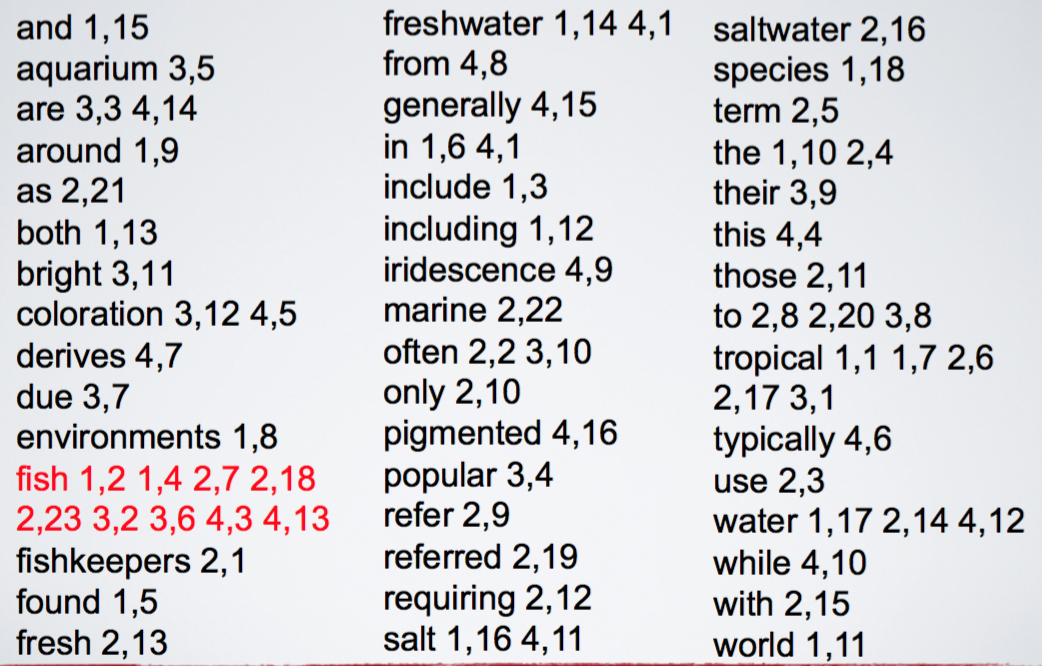 and 1,15
aquarium 3,5
are 3,3 4,14
around 1,9
as 2,21
both 1,13
bright 3,11
coloration 3,12 4,5
derives 4,7
due 3,7
environments 1,8
fish 1,2 1,4 2,7 2,18
2,23 3,2 3,6 4,3 4,13
fishkeepers 2,1
found 1,5
fresh 2,13
freshwater 1,14 4,1
from 4,8
generally 4,15
in 1,6 4,1
include 1,3
including 1,12
iridescence 4,9
marine 2,22
often 2,2 3,10
only 2,10
pigmented 4,16
popular 3,4
refer 2,9
referred 2,19
requiring 2,12
salt 1,16 4,11
saltwater 2,16
species 1,18
term 2,5
the 1,10 2,4
their 3,9
this 4,4
those 2,11
to 2,8 2,20 3,8
tropical 1,1 1,7 2,6
2,17 3,1
typically 4,6
use 2,3
water 1,17 2,14 4,12
while 4,10
with 2,15
world 1,11